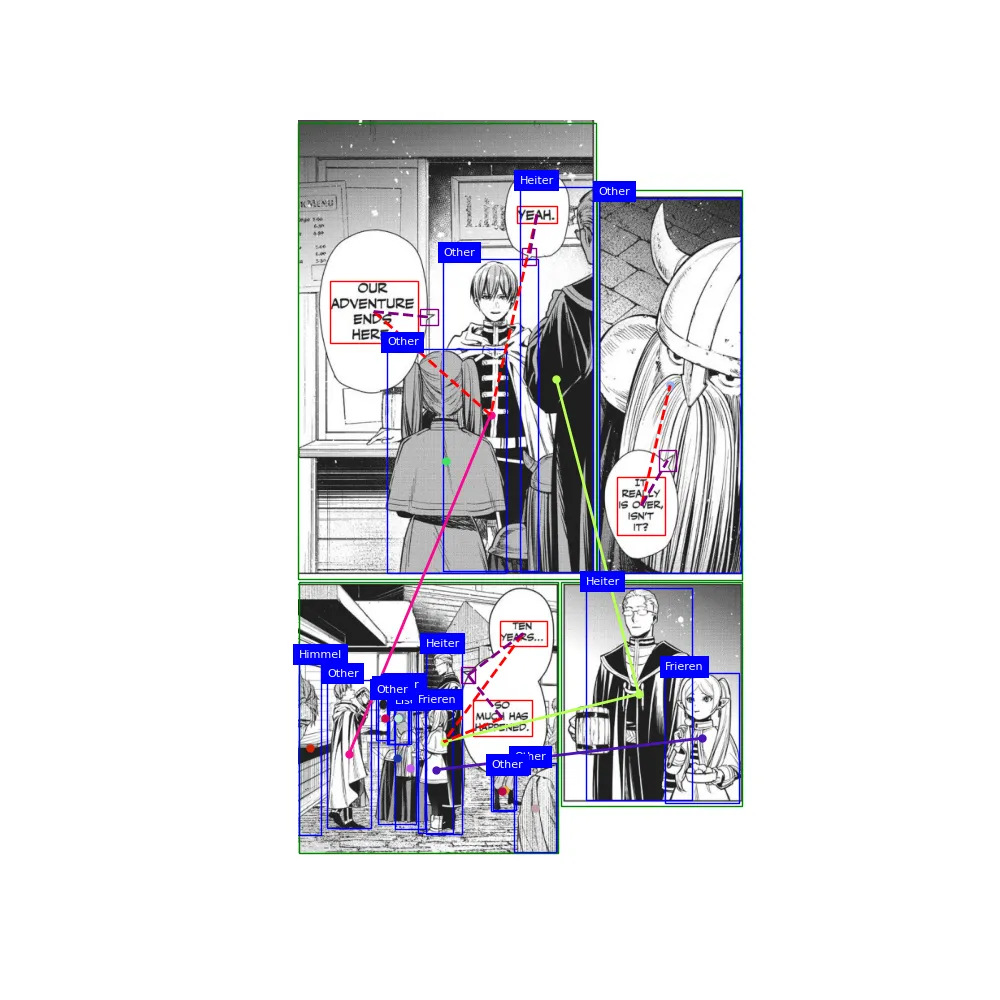 Heiter
YEAH.
Other
Other
OUR
ADVENTURE
ENDS
HERE.
Other
MENU
IT
REALLY
IS OVER,
ISN'T
IT?
Heiter
TEN
YEARS...
Heiter
Himmel
Other
Other
Frieren
Frieren
SO
MUCH HAS
HAPPENED.
Other
Other